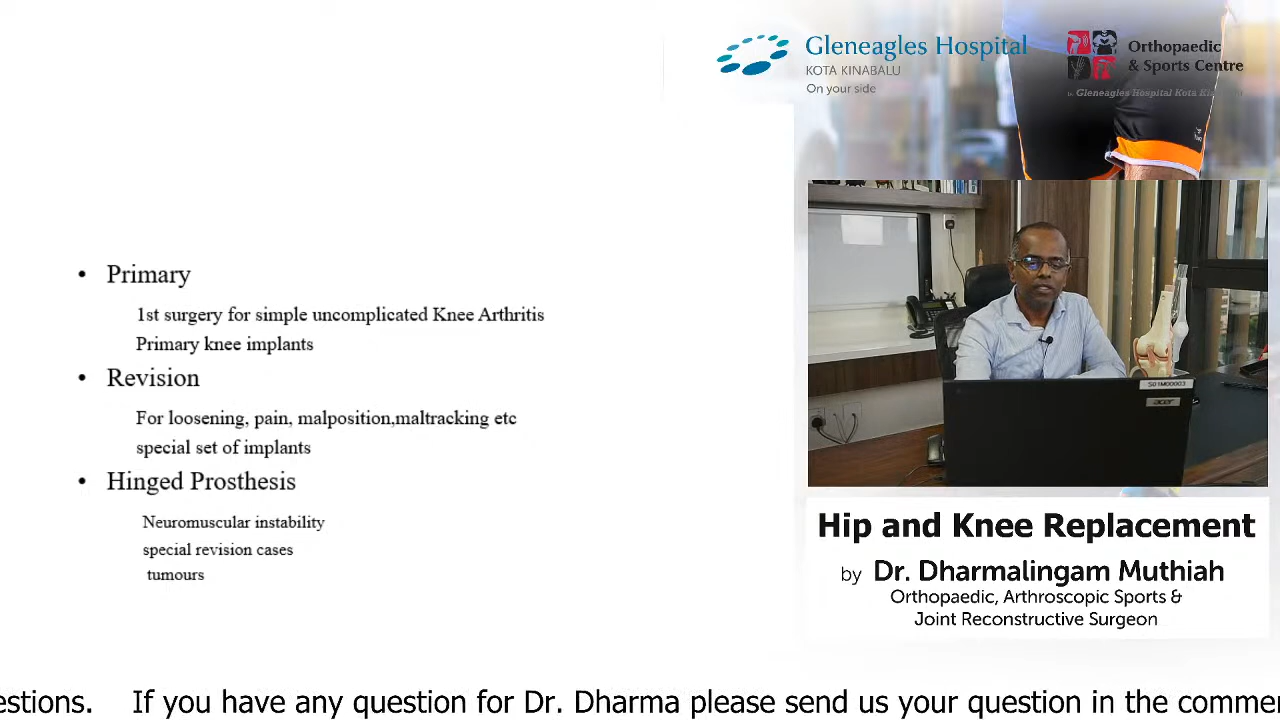 Gleneagles Hospital
KOTA KINABALU
On your side
Orthopaedic
& Sports Centre
Gleneagles Hospital Kota
• Primary
1st surgery for simple uncomplicated Knee Arthritis
Primary knee implants
• Revision
For loosening, pain, malposition,maltracking etc
special set of implants
• Hinged Prosthesis
Neuromuscular instability
special revision cases
tumours
S01M00003
acer
Hip and Knee Replacement
by Dr. Dharmalingam Muthiah
Orthopaedic, Arthroscopic Sports &
Joint Reconstructive Surgeon
estions. If you have any question for Dr. Dharma please send us your question in the comme